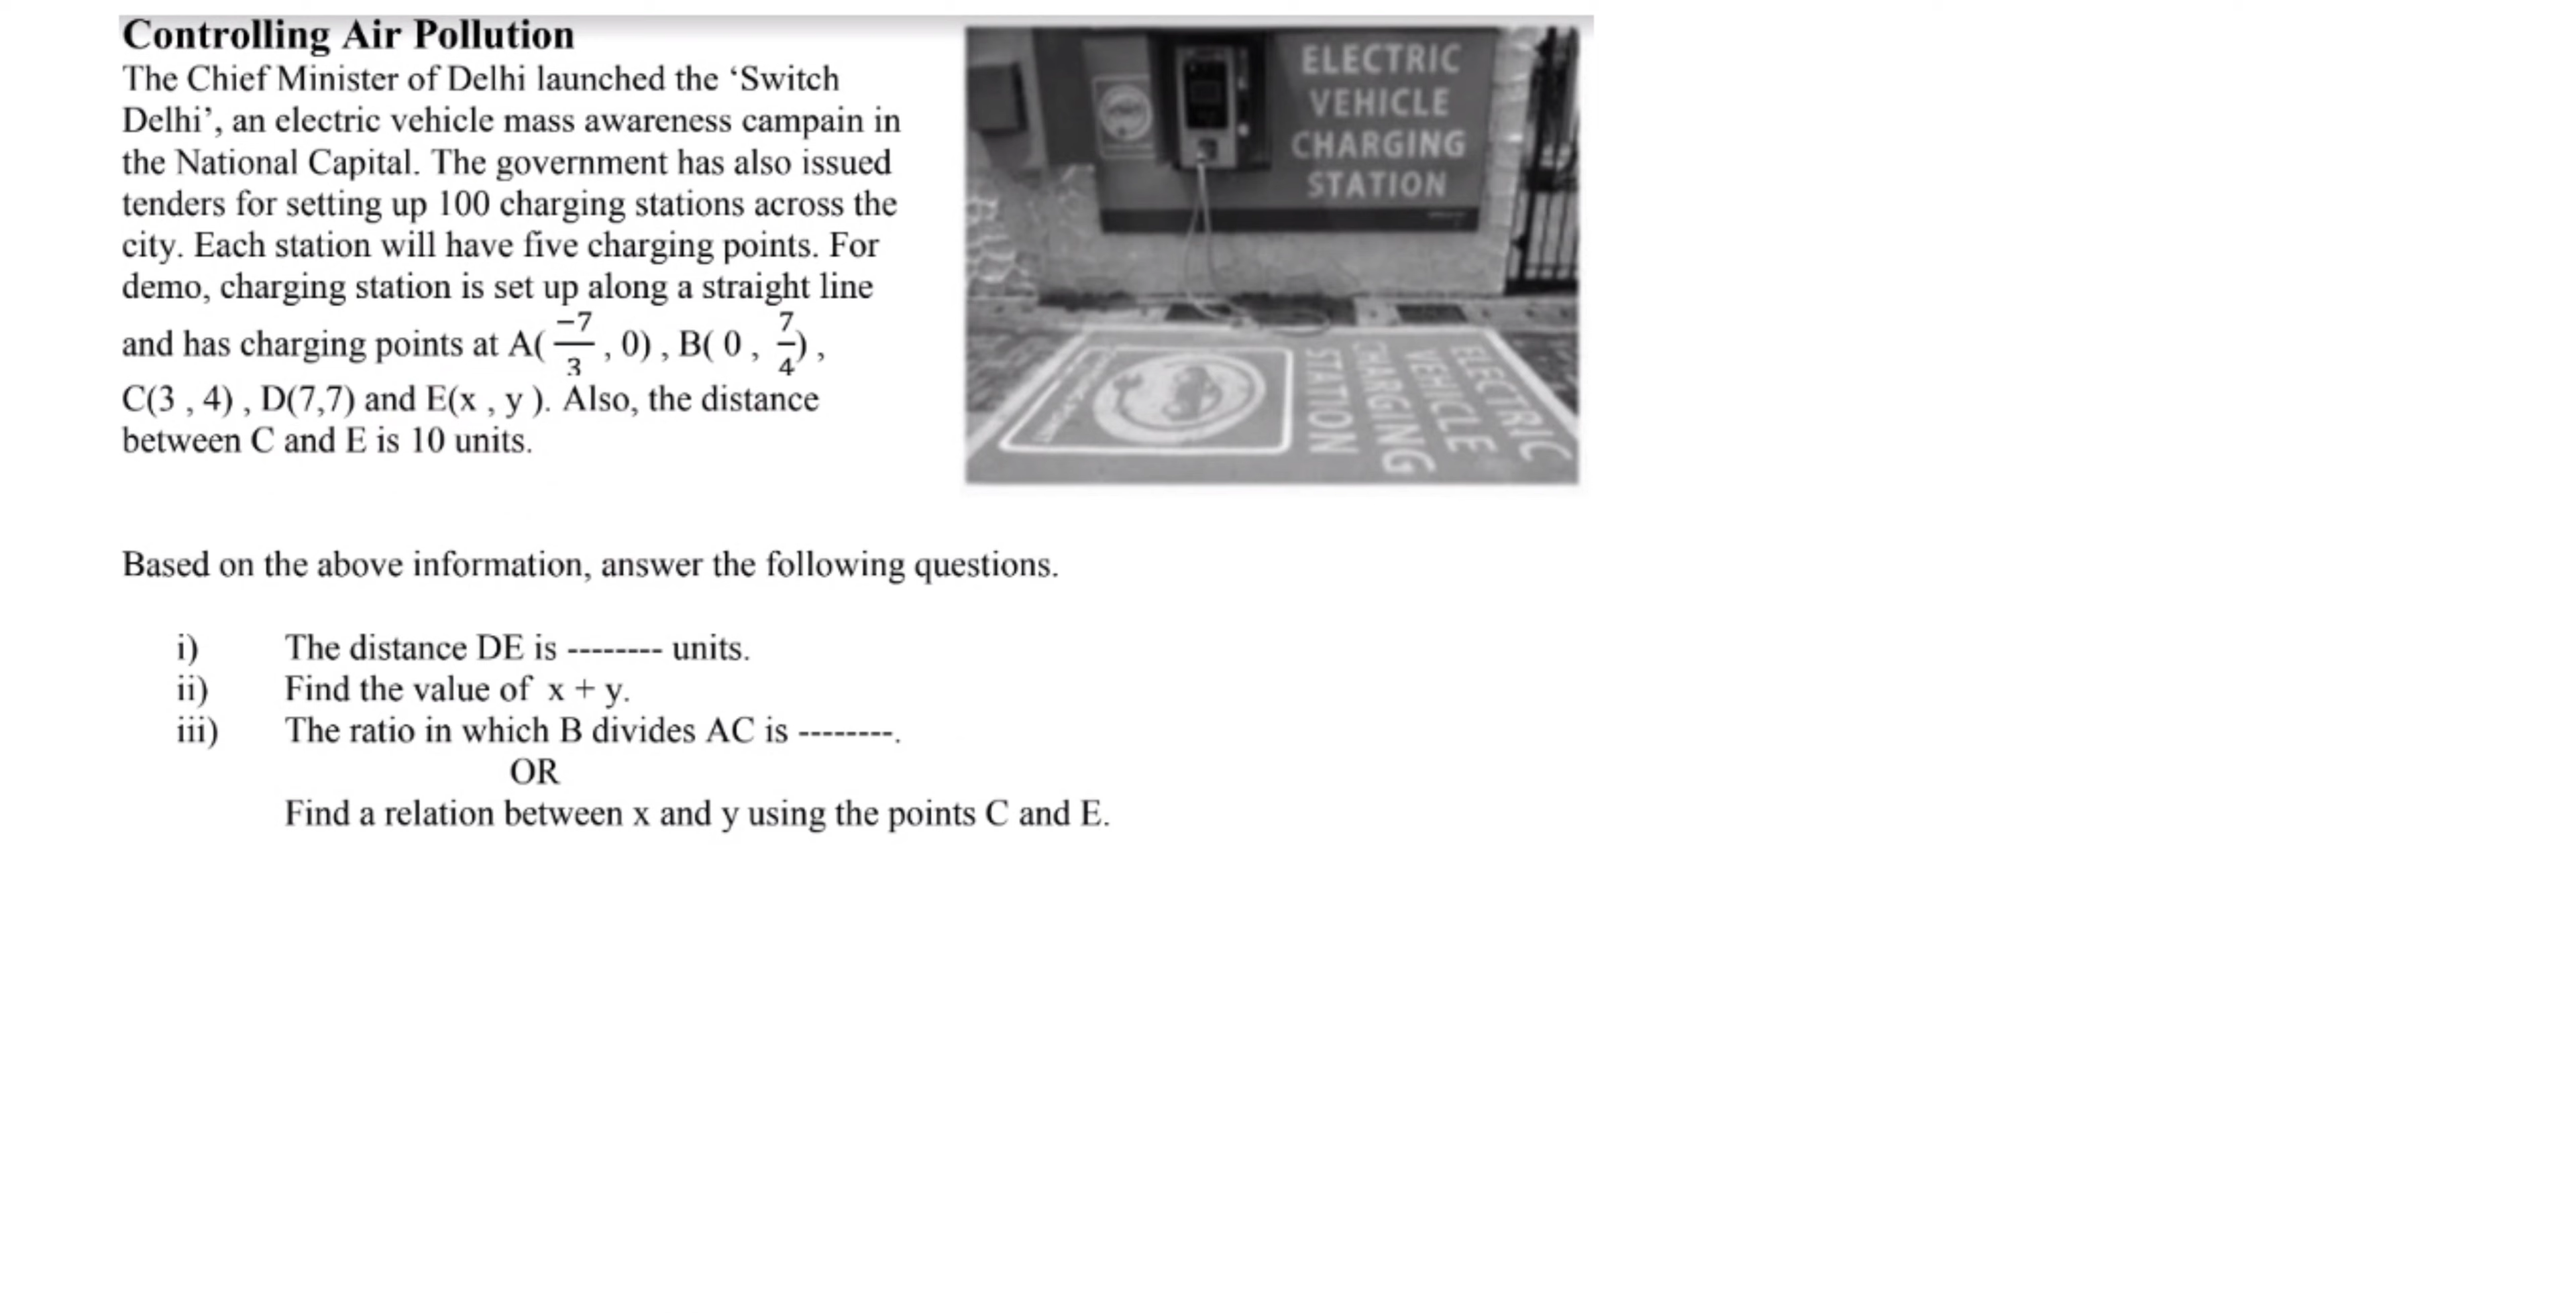 Controlling Air Pollution
The Chief Minister of Delhi launched the ‘Switch
Delhi’, an electric vehicle mass awareness campain in
the National Capital. The government has also issued
tenders for setting up 100 charging stations across the
city. Each station will have five charging points. For
demo, charging station is set up along a straight line
and has charging points at A( −7/3 , 0) , B( 0 , 7/4) ,
C(3 , 4) , D(7,7) and E(x , y ). Also, the distance
between C and E is 10 units.
ELECTRIC
VEHICLE
CHARGING
STATION
ELECTRIC
VEHICLE
CHARGING
STATION
Based on the above information, answer the following questions.
i) The distance DE is -------- units.
ii) Find the value of x + y.
iii) The ratio in which B divides AC is --------.
OR
Find a relation between x and y using the points C and E.